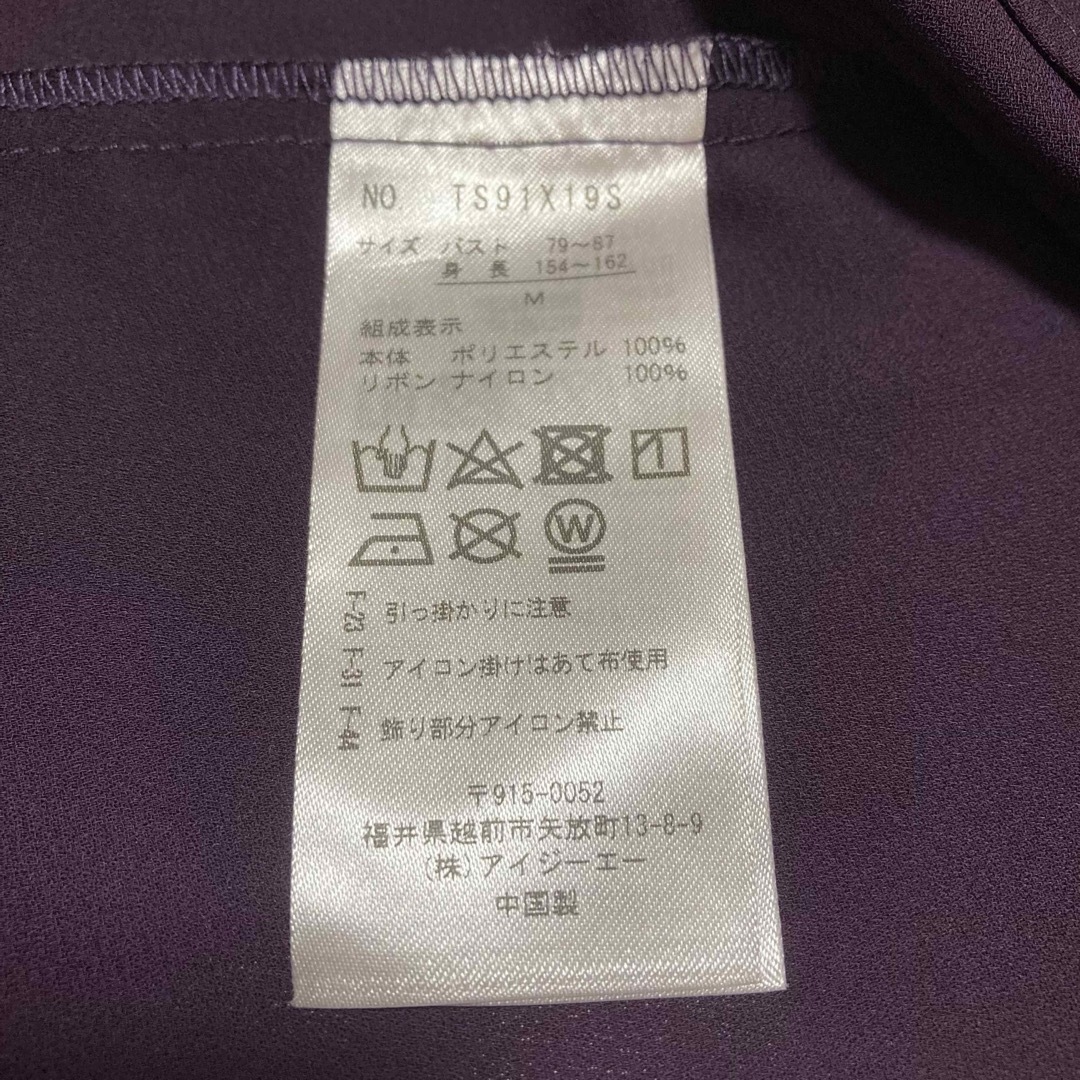 NO TS91X19S
サイズ バスト 79~87
身長 154~162
M
組成表示
本体 ポリエステル 100%
リボン ナイロン 100%
W
F-23 引っ掛かりに注意
F-31 アイロン掛けはあて布使用
F-44 飾り部分アイロン禁止
〒915-0052
福井県越前市矢放町13-8-9
(株)アイジーエー
中国製